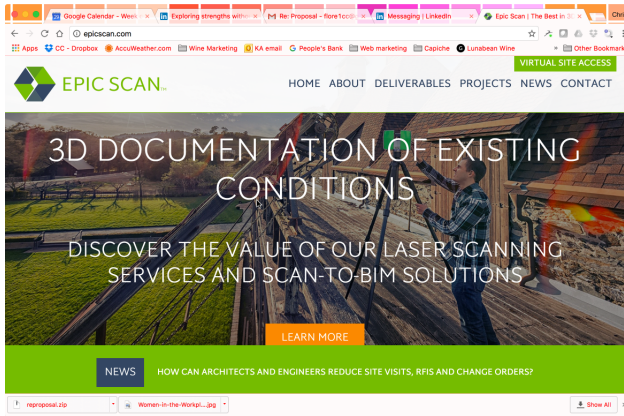 Google Calendar - Week
Exploring strengths witho
Re: Proposal - fiore1cc@
Messaging | LinkedIn
Epic Scan | The Best in 3D
Chri
epicscan.com
Apps
CC - Dropbox
AccuWeather.com
Wine Marketing
KA email
People's Bank
Web marketing
Capiche
Lunabean Wine
»
Other Bookmark
VIRTUAL SITE ACCESS
EPIC SCAN
HOME ABOUT DELIVERABLES PROJECTS NEWS CONTACT
3D DOCUMENTATION OF EXISTING
CONDITIONS
DISCOVER THE VALUE OF OUR LASER SCANNING
SERVICES AND SCAN-TO-BIM SOLUTIONS
LEARN MORE
NEWS HOW CAN ARCHITECTS AND ENGINEERS REDUCE SITE VISITS, RFIS AND CHANGE ORDERS?
reproposal.zip
Women-in-the-Workpl....jpg
Show All